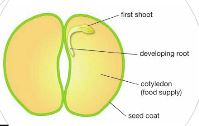 first shoot
developing root
cotyledon
(food supply)
seed coat